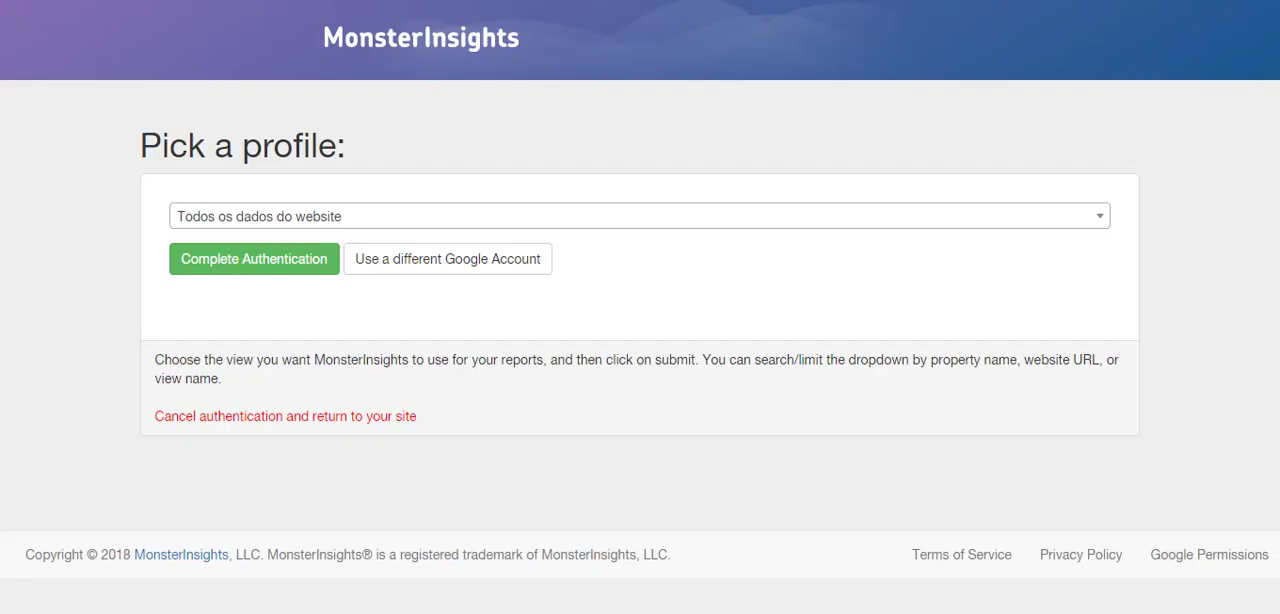 MonsterInsights
Pick a profile:
Todos os dados do website
Complete Authentication
Use a different Google Account
Choose the view you want MonsterInsights to use for your reports, and then click on submit. You can search/limit the dropdown by property name, website URL, or
view name.
Cancel authentication and return to your site
Copyright © 2018 MonsterInsights, LLC. MonsterInsights® is a registered trademark of MonsterInsights, LLC.
Terms of Service
Privacy Policy
Google Permissions